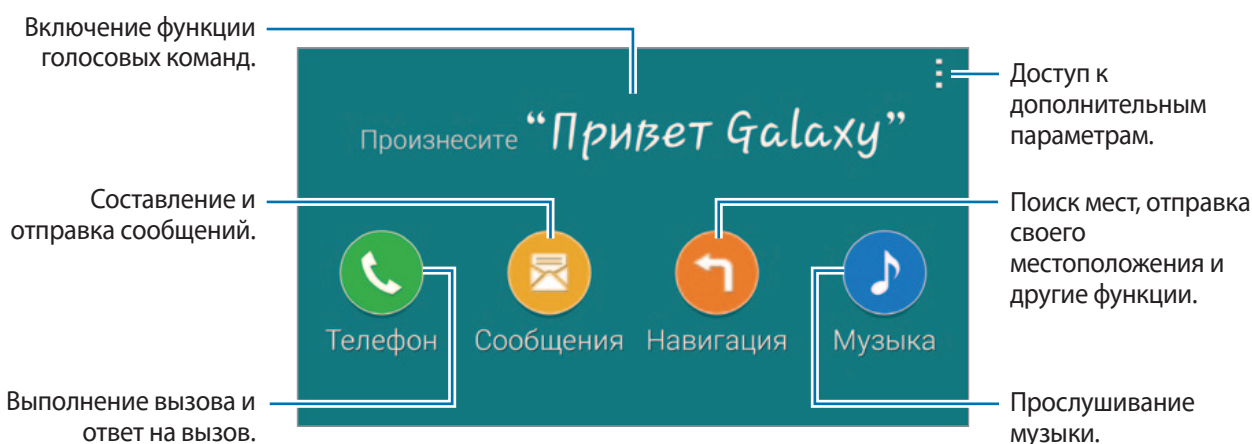 Включение функции
голосовых команд.
Доступ к
дополнительным
параметрам.
Произнесите “Привет Galaxy”
Составление и
отправка сообщений.
Поиск мест, отправка
своего
местоположения и
другие функции.
Телефон Сообщения Навигация Музыка
Выполнение вызова и
ответ на вызов.
Прослушивание
музыки.